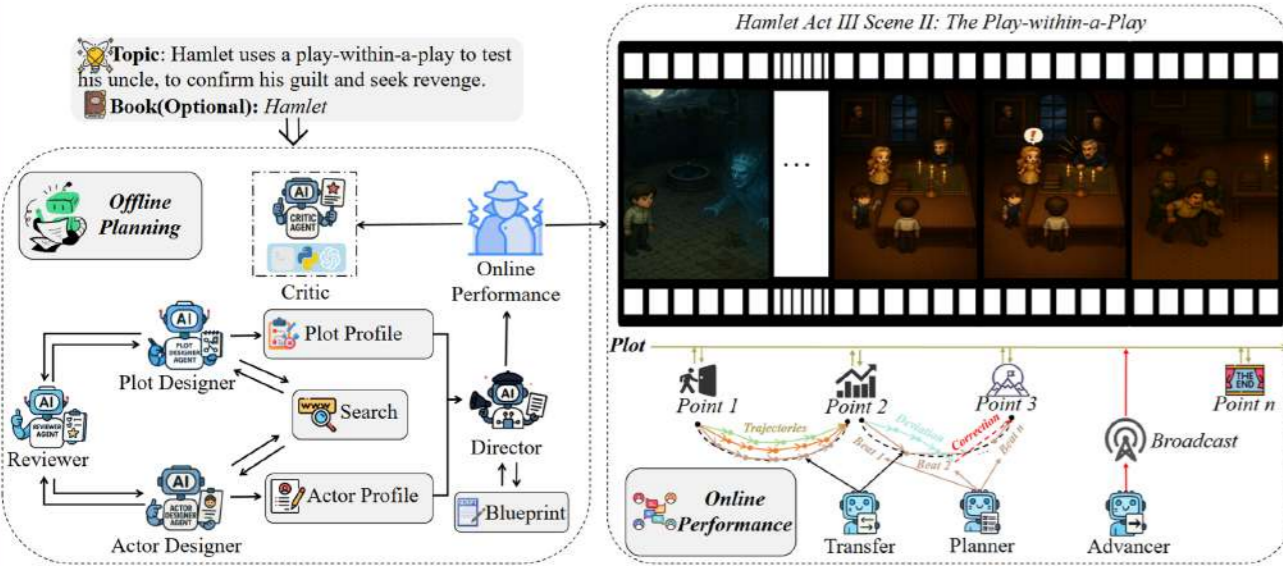 Topic: Hamlet uses a play-within-a-play to test
his uncle, to confirm his guilt and seek revenge.
Book(Optional): Hamlet
Offline
Planning
AI
CRITIC
AGENT
Critic
Online
Performance
AI
PLOT
DESIGNER
AGENT
Plot Designer
Plot Profile
WWW
Search
AI
REVIEWER
AGENT
Reviewer
AI
Director
AI
ACTOR
DESIGNER
AGENT
Actor Designer
Actor Profile
Blueprint
Hamlet Act III Scene II: The Play-within-a-Play
...
!
Plot
Point 1
Point 2
Point 3
THE
END
Point n
Trajectories
Deviation
Correction
Beat 1
Beat 2
Beat n
Broadcast
Online
Performance
Transfer
Planner
Advancer